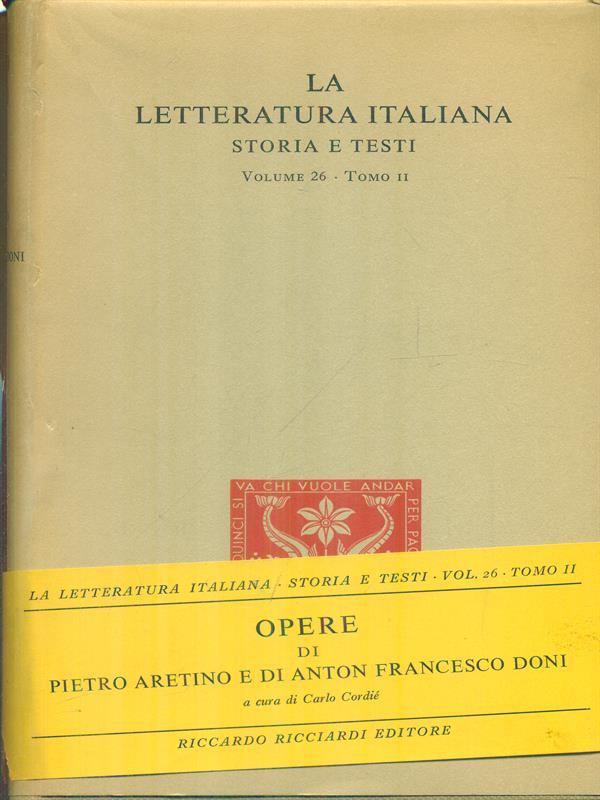 LA
LETTERATURA ITALIANA
STORIA E TESTI
VOLUME 26 · TOMO II
DONI
QUINCI SI
VA CHI VUOLE ANDAR
PER PAC
LA LETTERATURA ITALIANA · STORIA E TESTI · VOL. 26 · TOMO II
OPERE
DI
PIETRO ARETINO E DI ANTON FRANCESCO DONI
a cura di Carlo Cordié
RICCARDO RICCIARDI EDITORE